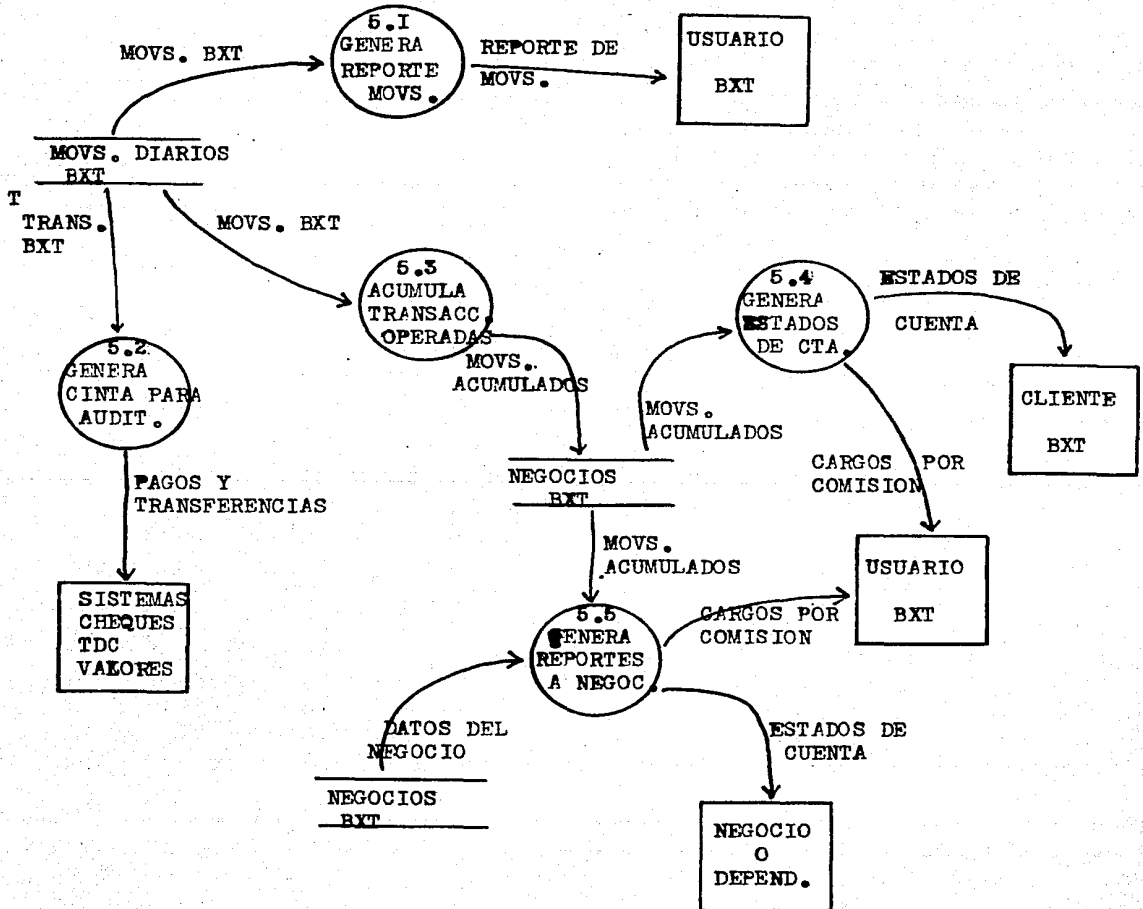 5.I
GENERA
REPORTE
MOVS.
MOVS. BXT
REPORTE DE
MOVS.
USUARIO
BXT
MOVS. DIARIOS
BXT
T
TRANS.
BXT
MOVS. BXT
5.2.
GENERA
CINTA PARA
AUDIT.
PAGOS Y
TRANSFERENCIAS
SISTEMAS
CHEQUES
TDC
VALORES
5.3
ACUMULA
TRANSACC.
OPERADAS
MOVS.
ACUMULADOS
5.4
GENERA
ESTADOS
DE CTA.
ESTADOS DE
CUENTA
CLIENTE
BXT
MOVS.
ACUMULADOS
CARGOS POR
COMISION
NEGOCIOS
BXT
MOVS.
ACUMULADOS
USUARIO
BXT
5.5
GENERA
REPORTES
A NEGOC.
CARGOS POR
COMISION
DATOS DEL
NEGOCIO
NEGOCIOS
BXT
ESTADOS DE
CUENTA
NEGOCIO
O
DEPEND.